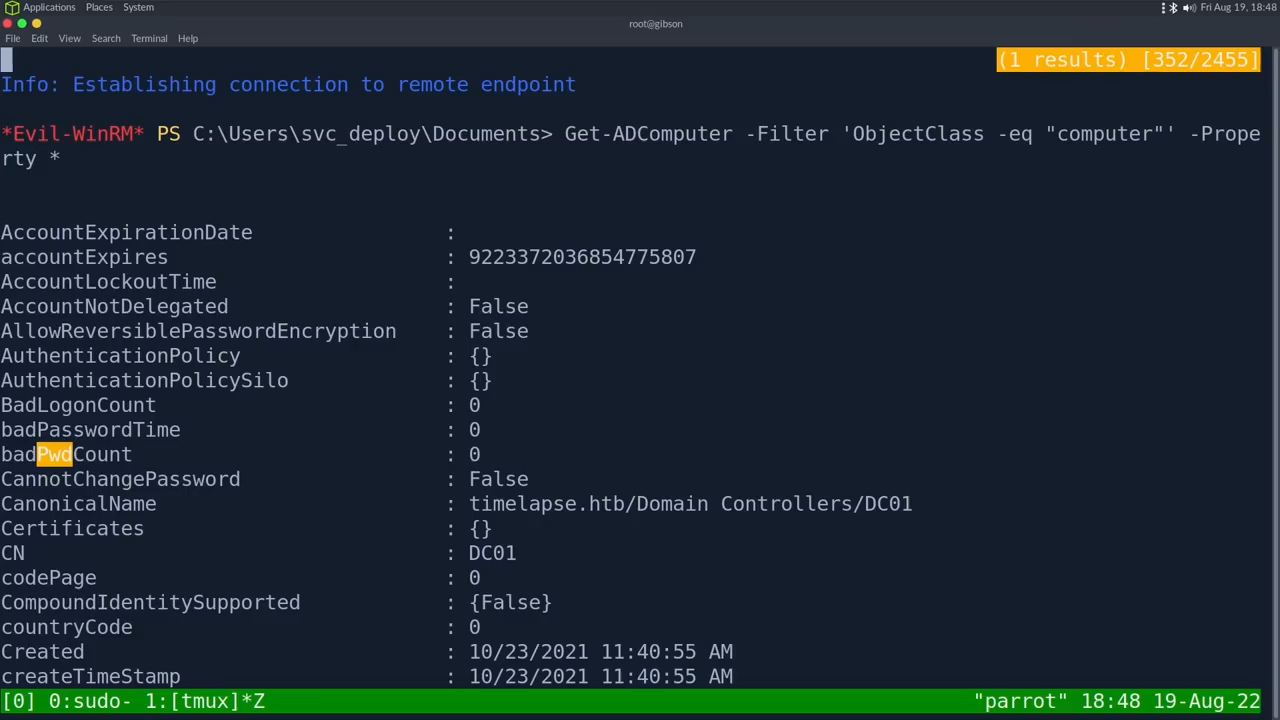 Applications Places System Fri Aug 19, 18:48
root@gibson
File Edit View Search Terminal Help
(1 results) [352/2455]
Info: Establishing connection to remote endpoint
*Evil-WinRM* PS C:\Users\svc_deploy\Documents> Get-ADComputer -Filter 'ObjectClass -eq "computer"' -Prope
rty *
AccountExpirationDate :
accountExpires : 9223372036854775807
AccountLockoutTime :
AccountNotDelegated : False
AllowReversiblePasswordEncryption : False
AuthenticationPolicy : {}
AuthenticationPolicySilo : {}
BadLogonCount : 0
badPasswordTime : 0
badPwdCount : 0
CannotChangePassword : False
CanonicalName : timelapse.htb/Domain Controllers/DC01
Certificates : {}
CN : DC01
codePage : 0
CompoundIdentitySupported : {False}
countryCode : 0
Created : 10/23/2021 11:40:55 AM
createTimeStamp : 10/23/2021 11:40:55 AM
[0] 0:sudo- 1:[tmux]*Z "parrot" 18:48 19-Aug-22